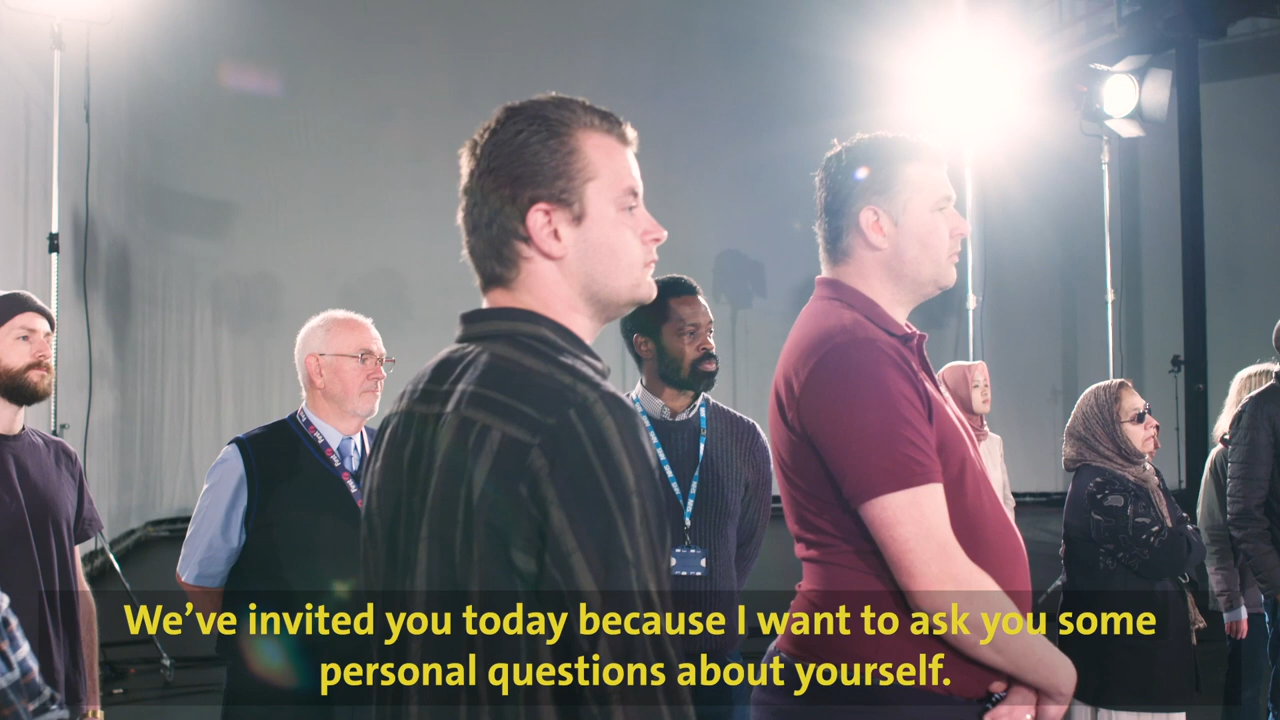 We’ve invited you today because I want to ask you some
personal questions about yourself.